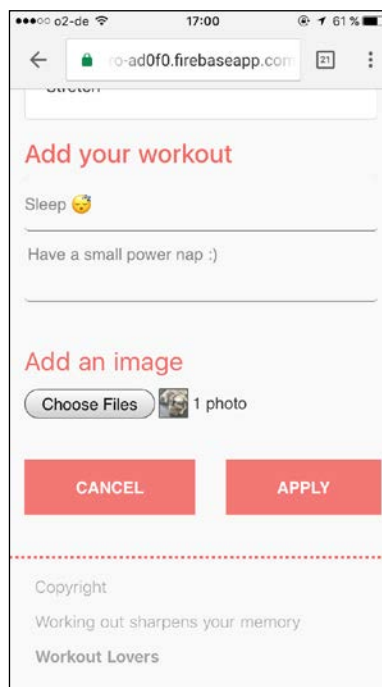 o2-de 17:00 61 %
ro-ad0f0.firebaseapp.com 21
Stretch
Add your workout
Sleep 😴
Have a small power nap :)
Add an image
Choose Files 1 photo
CANCEL APPLY
Copyright
Working out sharpens your memory
Workout Lovers